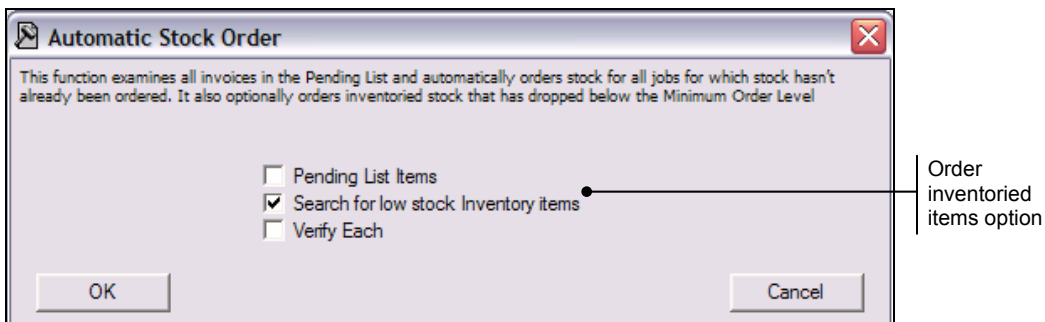 Automatic Stock Order
This function examines all invoices in the Pending List and automatically orders stock for all jobs for which stock hasn't
already been ordered. It also optionally orders inventoried stock that has dropped below the Minimum Order Level
Pending List Items
Search for low stock Inventory items
Verify Each
Order
inventoried
items option
OK
Cancel